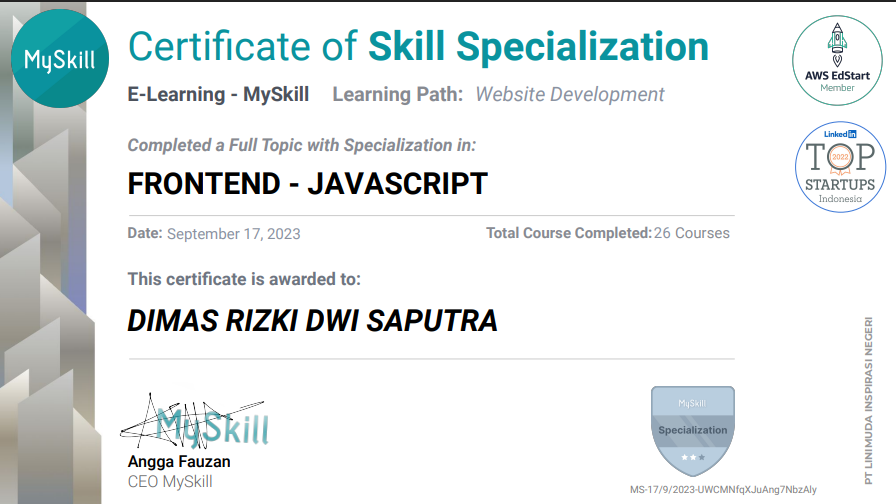 MySkill
Certificate of Skill Specialization
AWS EdStart
Member
E-Learning - MySkill Learning Path: Website Development
LinkedIn
TOP
2022
STARTUPS
Indonesia
Completed a Full Topic with Specialization in:
FRONTEND - JAVASCRIPT
Date: September 17, 2023 Total Course Completed: 26 Courses
This certificate is awarded to:
DIMAS RIZKI DWI SAPUTRA
PT LINIMUDA INSPIRASI NEGERI
MySkill
Angga Fauzan
CEO MySkill
MySkill
Specialization
MS-17/9/2023-UWCMNfqXJuAng7NbzAly